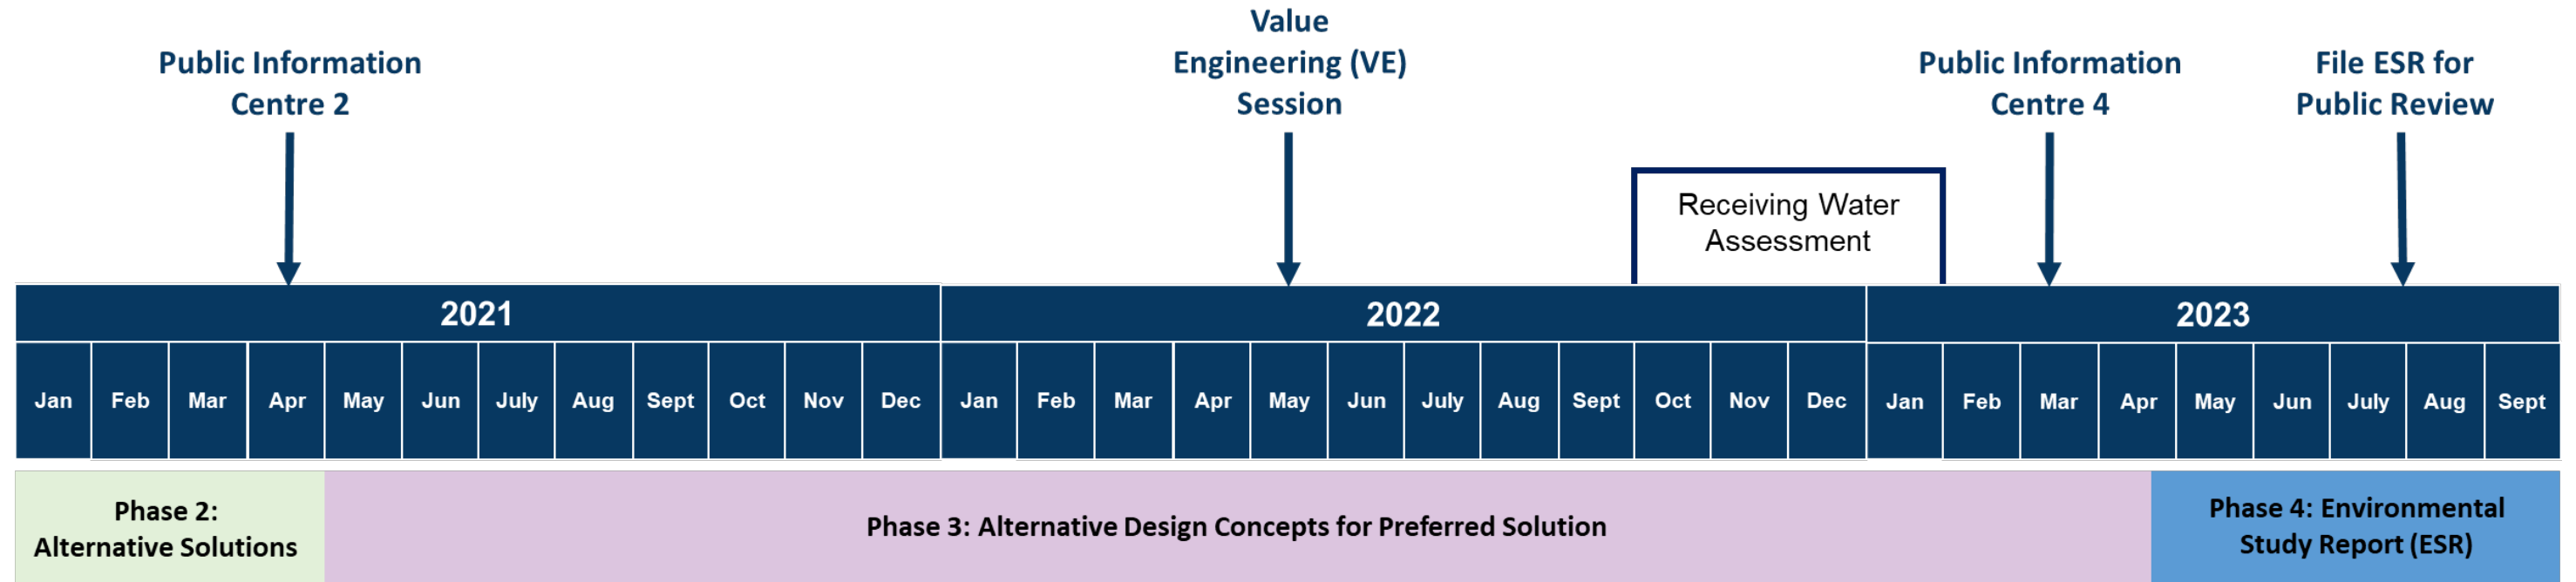 Public Information
Centre 2
Value
Engineering (VE)
Session
Public Information
Centre 4
File ESR for
Public Review
Receiving Water
Assessment
2021
2022
2023
Jan Feb Mar Apr May Jun July Aug Sept Oct Nov Dec Jan Feb Mar Apr May Jun July Aug Sept Oct Nov Dec Jan Feb Mar Apr May Jun July Aug Sept
Phase 2:
Alternative Solutions
Phase 3: Alternative Design Concepts for Preferred Solution
Phase 4: Environmental
Study Report (ESR)